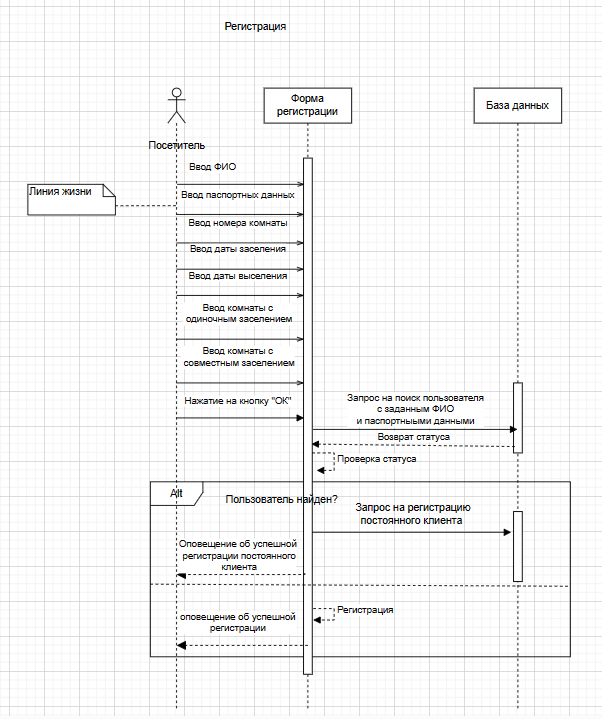 Регистрация
Форма
регистрации
База данных
Посетитель
Ввод ФИО
Линия жизни
Ввод паспортных данных
Ввод номера комнаты
Ввод даты заселения
Ввод даты выселения
Ввод комнаты с
одиночным заселением
Ввод комнаты с
совместным заселением
Нажатие на кнопку "ОК"
Запрос на поиск пользователя
с заданным ФИО
и паспортныыми данными
Возврат статуса
Проверка статуса
Alt
Пользователь найден?
Запрос на регистрацию
постоянного клиента
Оповещение об успешной
регистрации постоянного
клиента
Регистрация
оповещение об успешной
регистрации